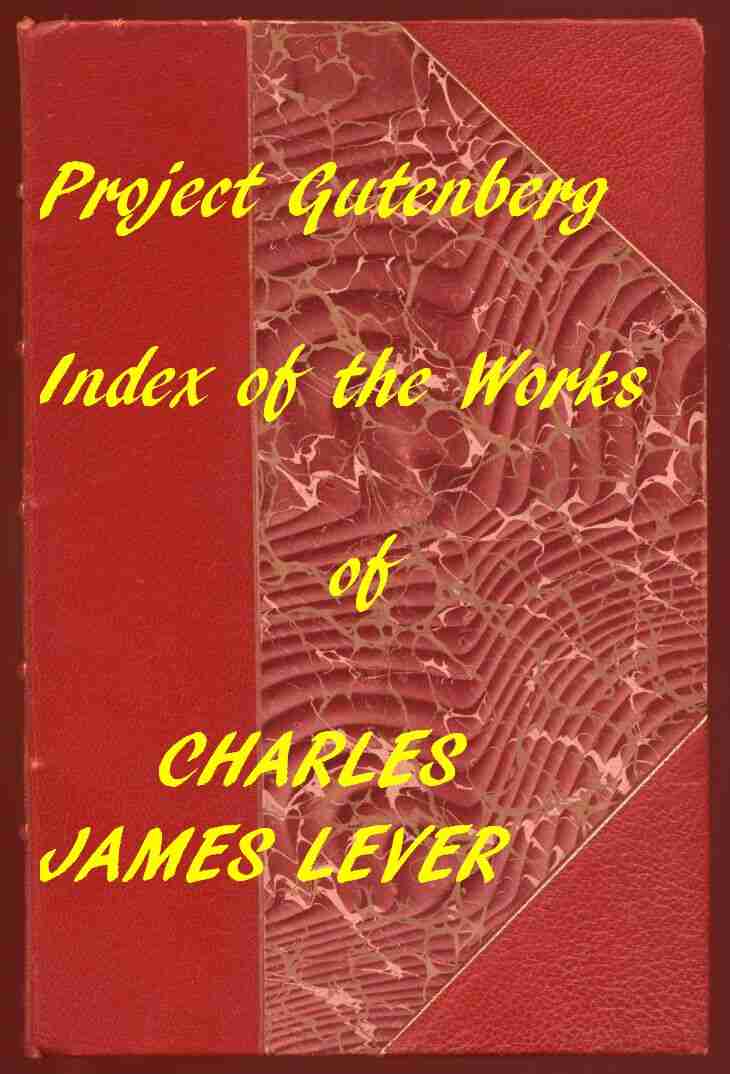 Project Gutenberg
Index of the Works
of
CHARLES
JAMES LEVER